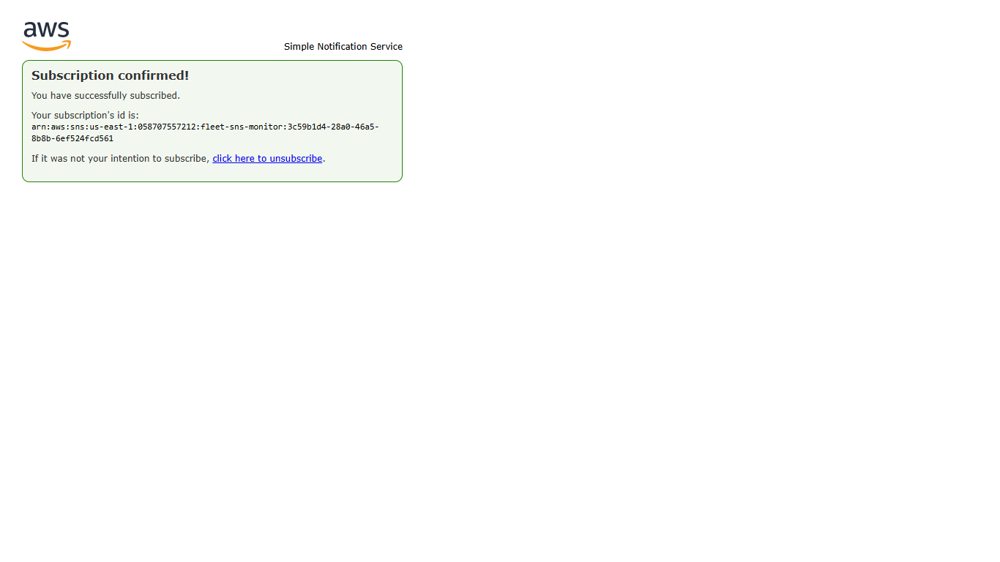 aws
Simple Notification Service
Subscription confirmed!
You have successfully subscribed.
Your subscription's id is:
arn:aws:sns:us-east-1:058707557212:fleet-sns-monitor:3c59b1d4-28a0-46a5-
8b8b-6ef524fcd561
If it was not your intention to subscribe, click here to unsubscribe.